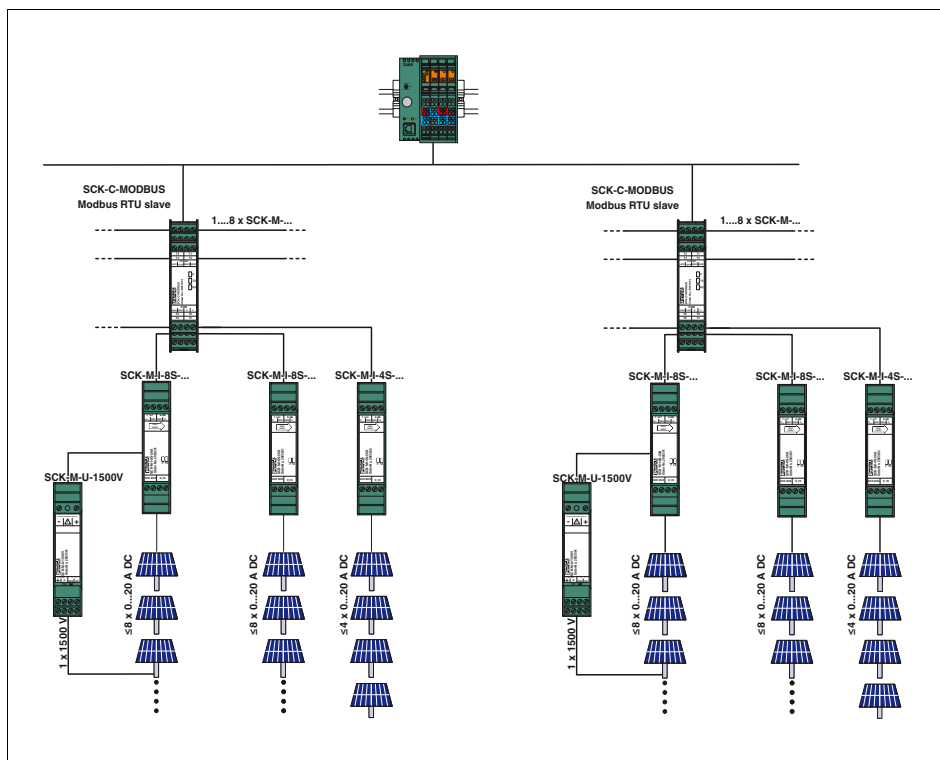 SCK-C-MODBUS
Modbus RTU slave
1....8 x SCK-M-...
SCK-C-MODBUS
Modbus RTU slave
1....8 x SCK-M-...
SCK-M-I-8S-...
SCK-M-I-8S-...
SCK-M-I-4S-...
SCK-M-I-8S-...
SCK-M-I-8S-...
SCK-M-I-4S-...
SCK-M-U-1500V
SCK-M-U-1500V
1 x 1500 V
≤8 x 0...20 A DC
≤8 x 0...20 A DC
≤4 x 0...20 A DC
1 x 1500 V
≤8 x 0...20 A DC
≤8 x 0...20 A DC
≤4 x 0...20 A DC